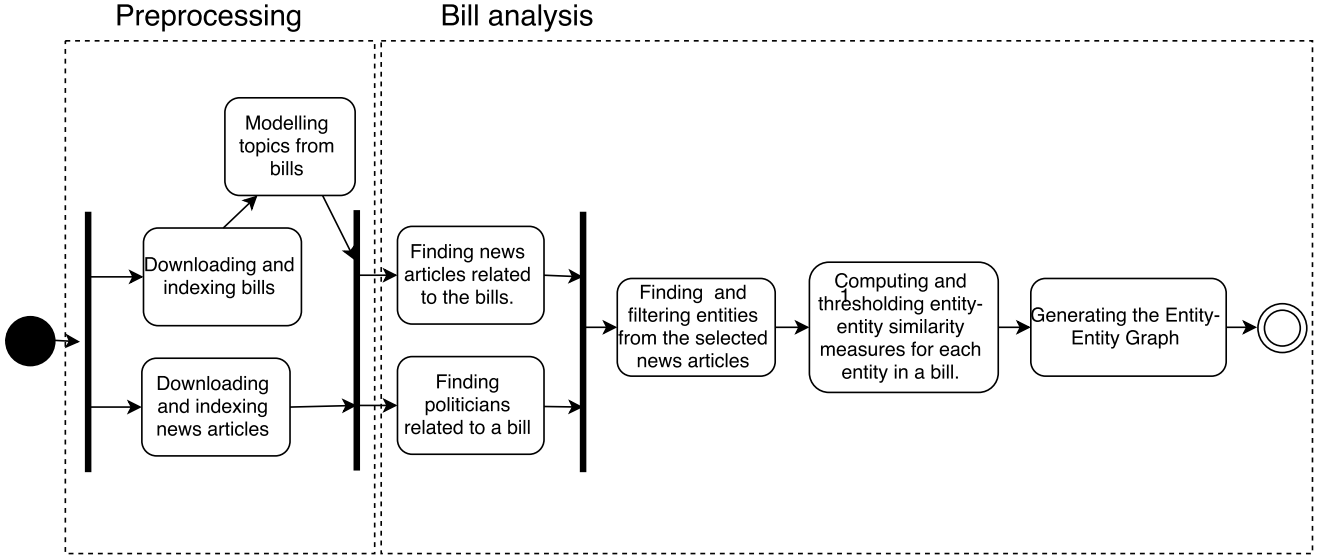 Preprocessing
Bill analysis
Modelling
topics from
bills
Downloading and
indexing bills
Downloading
and indexing
news articles
Finding news
articles related
to the bills.
Finding
politicians
related to a bill
Finding and
filtering entities
from the selected
news articles
Computing and
1
thresholding entity-
entity similarity
measures for each
entity in a bill.
Generating the Entity-
Entity Graph